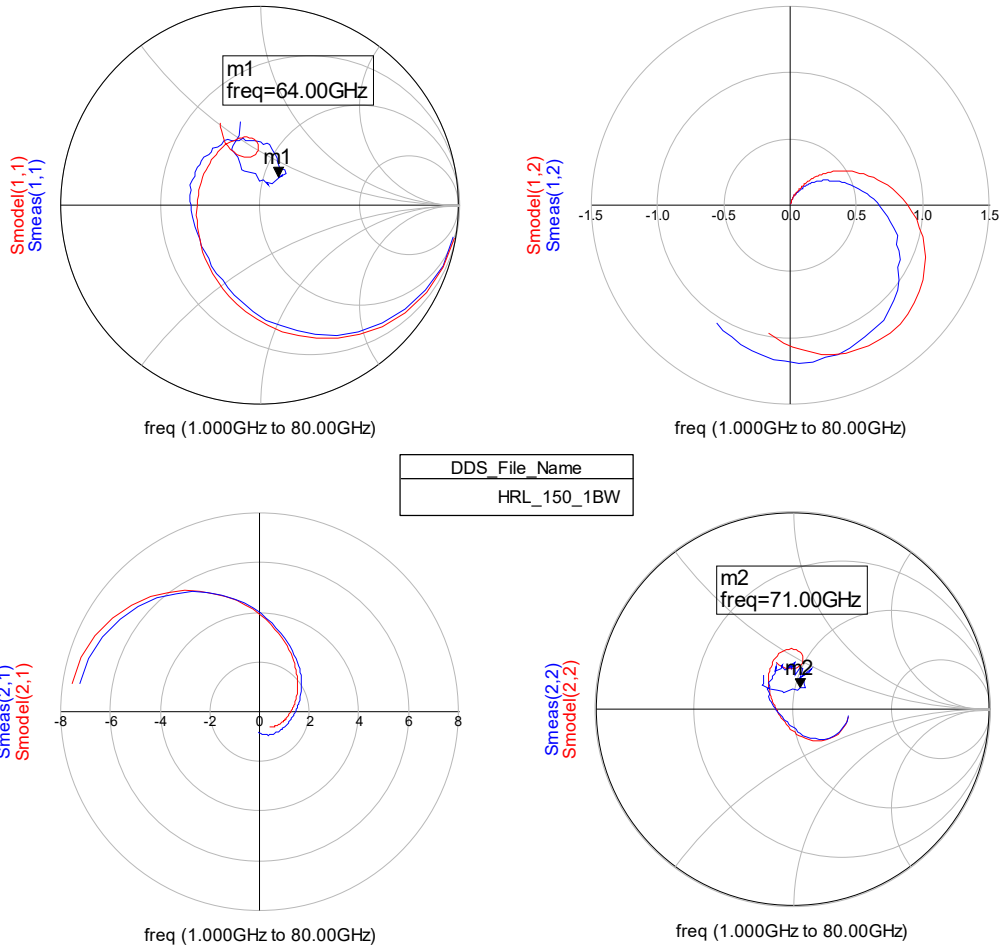 m1
freq=64.00GHz
m1
Smodel(1,1)
Smeas(1,1)
freq (1.000GHz to 80.00GHz)
Smodel(1,2)
Smeas(1,2)
-1.5 -1.0 -0.5 0.0 0.5 1.0 1.5
freq (1.000GHz to 80.00GHz)
DDS_File_Name
HRL_150_1BW
Smeas(2,1)
Smodel(2,1)
-8 -6 -4 -2 0 2 4 6 8
freq (1.000GHz to 80.00GHz)
m2
freq=71.00GHz
m2
Smeas(2,2)
Smodel(2,2)
freq (1.000GHz to 80.00GHz)